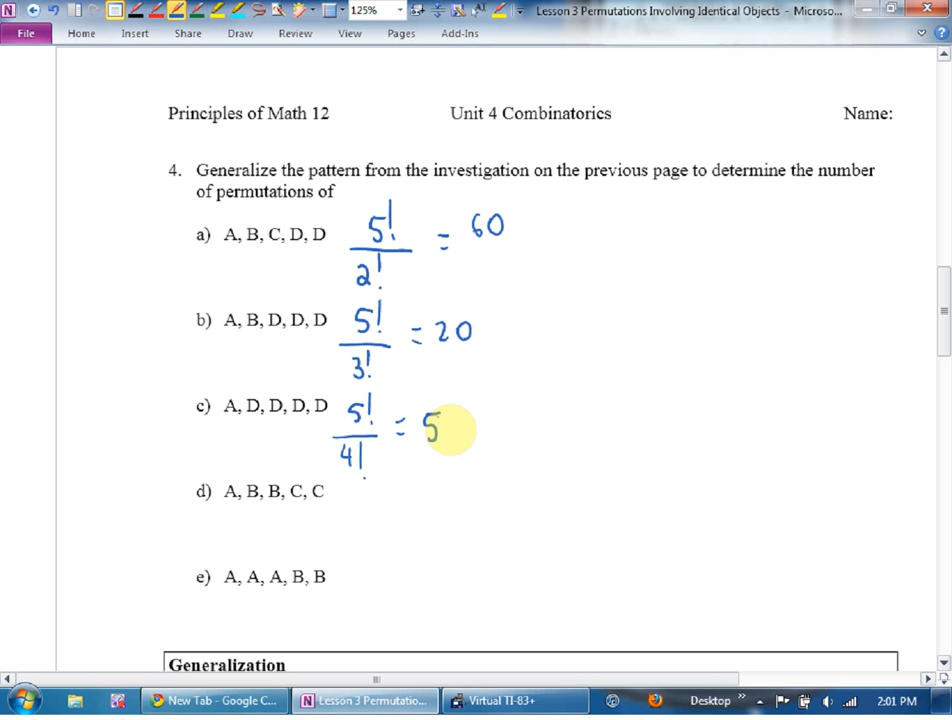 Lesson 3 Permutations Involving Identical Objects - Microso...
125%
File Home Insert Share Draw Review View Pages Add-Ins
Principles of Math 12 Unit 4 Combinatorics Name:
4. Generalize the pattern from the investigation on the previous page to determine the number
of permutations of
a) A, B, C, D, D 5!/2! = 60
b) A, B, D, D, D 5!/3! = 20
c) A, D, D, D, D 5!/4! = 5
d) A, B, B, C, C
e) A, A, A, B, B
Generalization
New Tab - Google C... Lesson 3 Permutatio... Virtual TI-83+ Desktop 2:01 PM